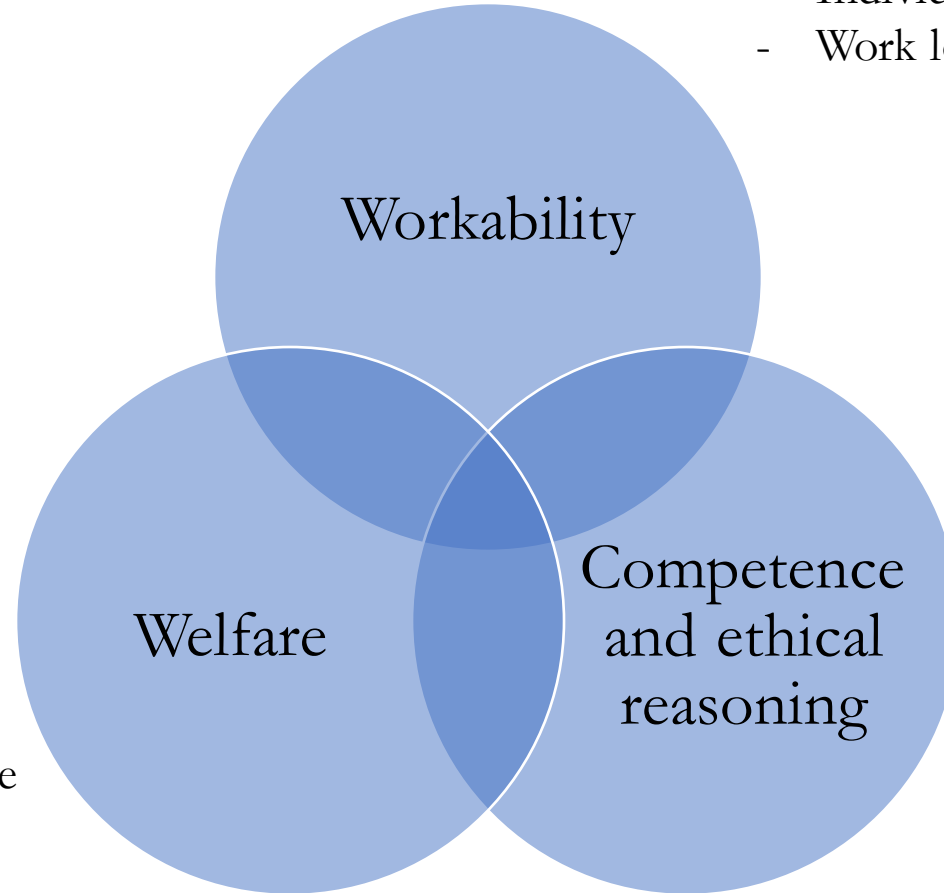 - Work
Workability
Competence
and ethical
Welfare
reasoning